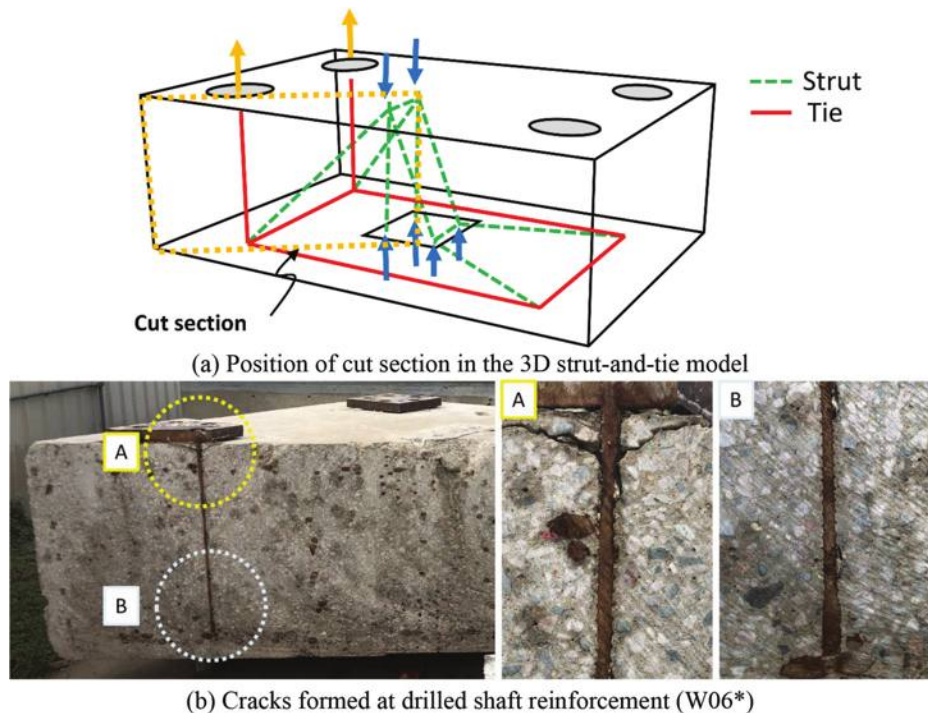 Strut
Tie
Cut section
(a) Position of cut section in the 3D strut-and-tie model
A
B
A
B
(b) Cracks formed at drilled shaft reinforcement (W06*)